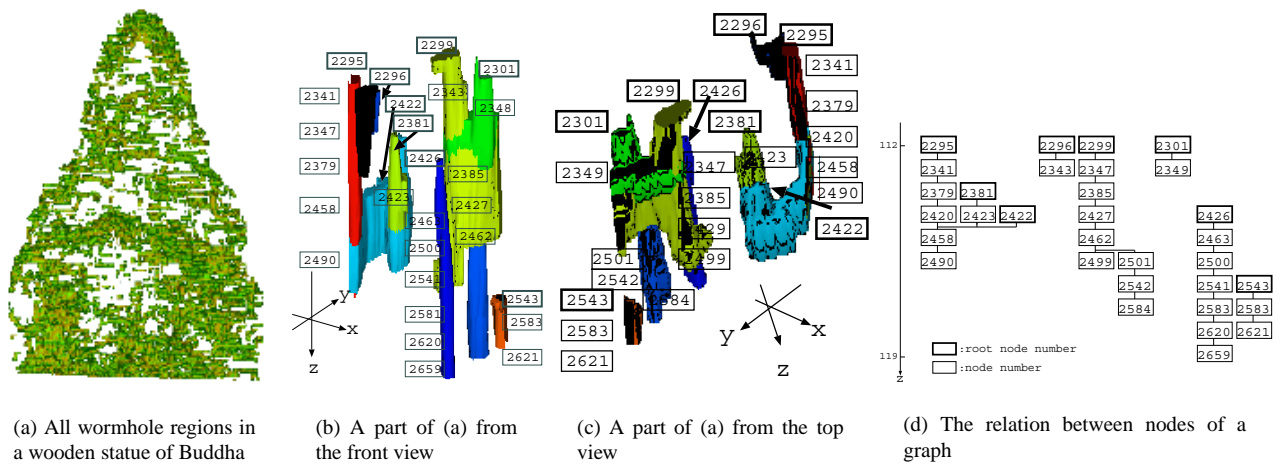 2295
2299
2296
2301
2341
2422
2343
2348
2347
2381
2379
2426
2385
2423
2458
2427
2462
2490
2500
2541
2543
2581
2583
2620
2621
2659
y
x
z
2296
2295
2341
2299
2426
2379
2301
2381
2420
2347
2458
2349
2385
2490
2422
2501
2499
2542
2543
2584
2583
2621
y
x
z
112
2295 2296 2299 2301
2341 2343 2347 2349
2379 2381 2385
2420 2423 2422 2427 2426
2458 2462 2463
2490 2499 2501 2500
2542 2541 2543
2584 2583 2583
2620 2621
:root node number
2659
119
:node number
z
(a) All wormhole regions in
a wooden statue of Buddha
(b) A part of (a) from
the front view
(c) A part of (a) from the top
view
(d) The relation between nodes of a
graph